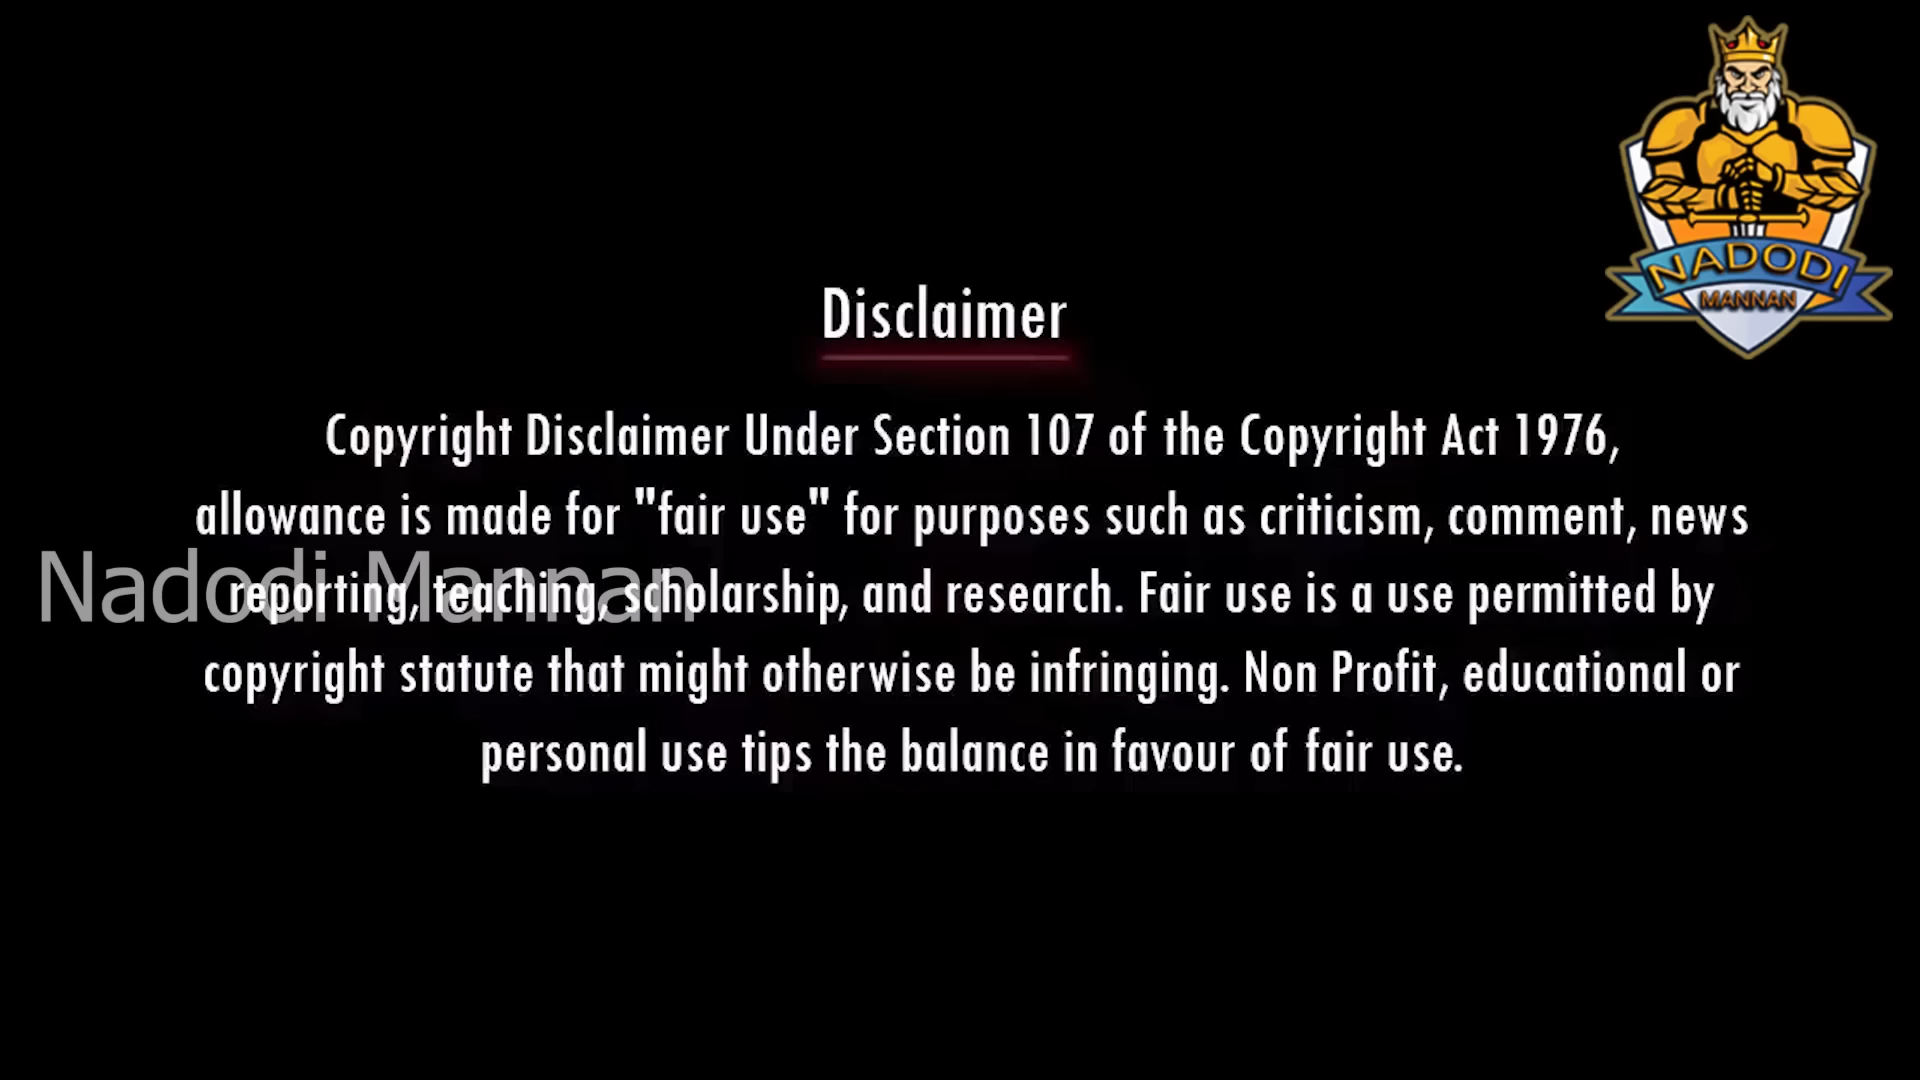 NADODI
MANNAN
Disclaimer
Copyright Disclaimer Under Section 107 of the Copyright Act 1976,
allowance is made for "fair use" for purposes such as criticism, comment, news
reporting, teaching, scholarship, and research. Fair use is a use permitted by
copyright statute that might otherwise be infringing. Non Profit, educational or
personal use tips the balance in favour of fair use.
Nadodi Mannan